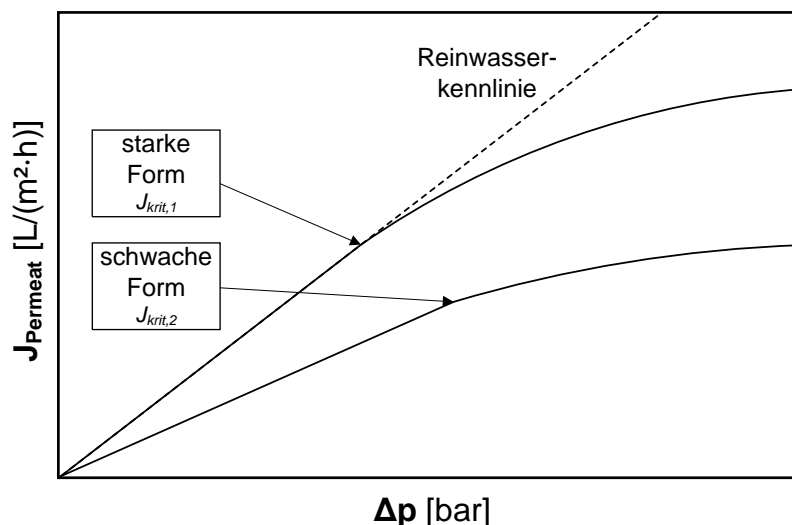 Reinwasser-
kennlinie
starke
Form
Jkrit,1
schwache
Form
Jkrit,2
JPermeat [L/(m²·h)]
Δp [bar]